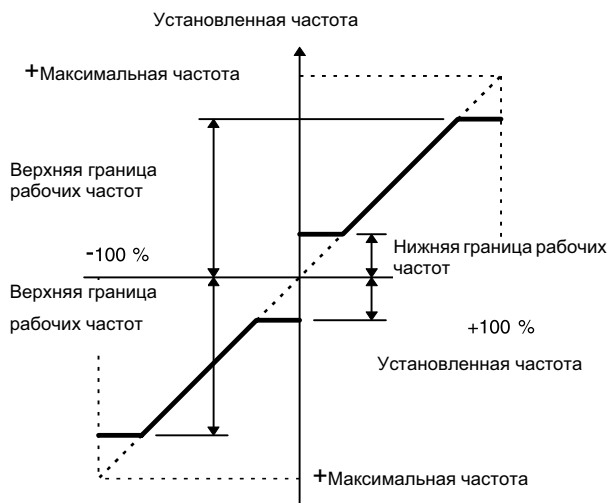 Установленная частота
+Максимальная частота
Верхняя граница
рабочих частот
-100 %
Нижняя граница рабочих
частот
Верхняя граница
рабочих частот
+100 %
Установленная частота
+Максимальная частота